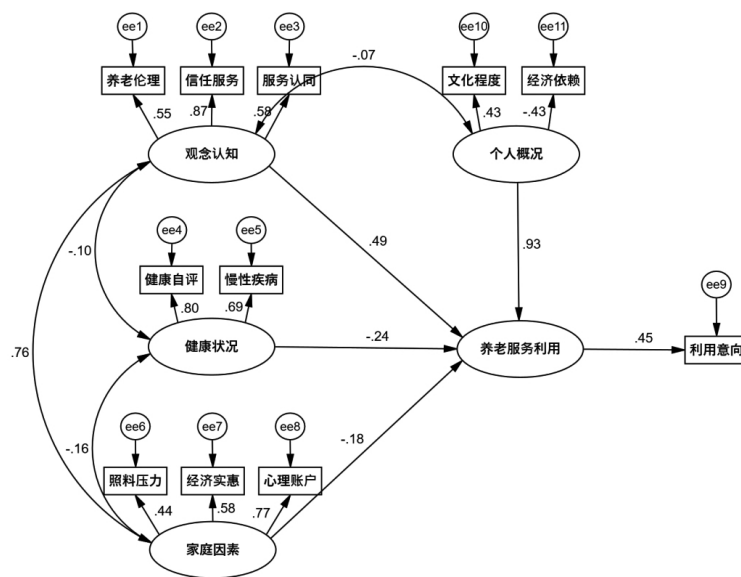 ee1
ee2
ee3
ee10
ee11
养老伦理
信任服务
服务认同
文化程度
经济依赖
-.07
.55
.87
.58
.43
-.43
观念认知
个人概况
-.10
.49
.93
ee4
ee5
健康自评
慢性疾病
ee9
.80
.69
健康状况
-.24
养老服务利用
.45
利用意向
.76
-.16
-.18
ee6
ee7
ee8
照料压力
经济实惠
心理账户
.44
.58
.77
家庭因素